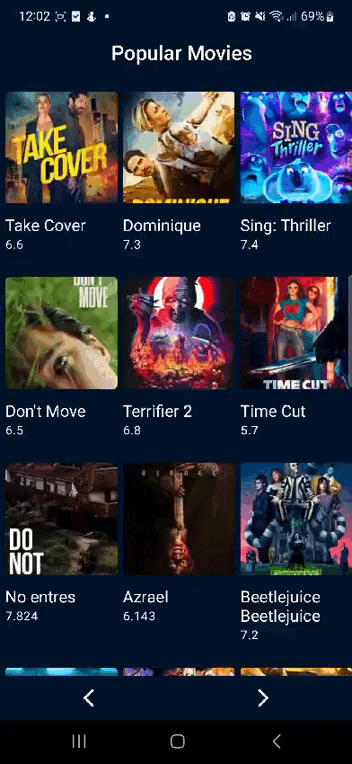 12:02
69%
Popular Movies
TAKE
COVER
DOMINIQUE
SING
Thriller
Take Cover
Dominique
Sing: Thriller
6.6
7.3
7.4
DON'T
MOVE
TIME CUT
Don't Move
Terrifier 2
Time Cut
6.5
6.8
5.7
DO
NOT
No entres
Azrael
Beetlejuice
Beetlejuice
7.824
6.143
7.2